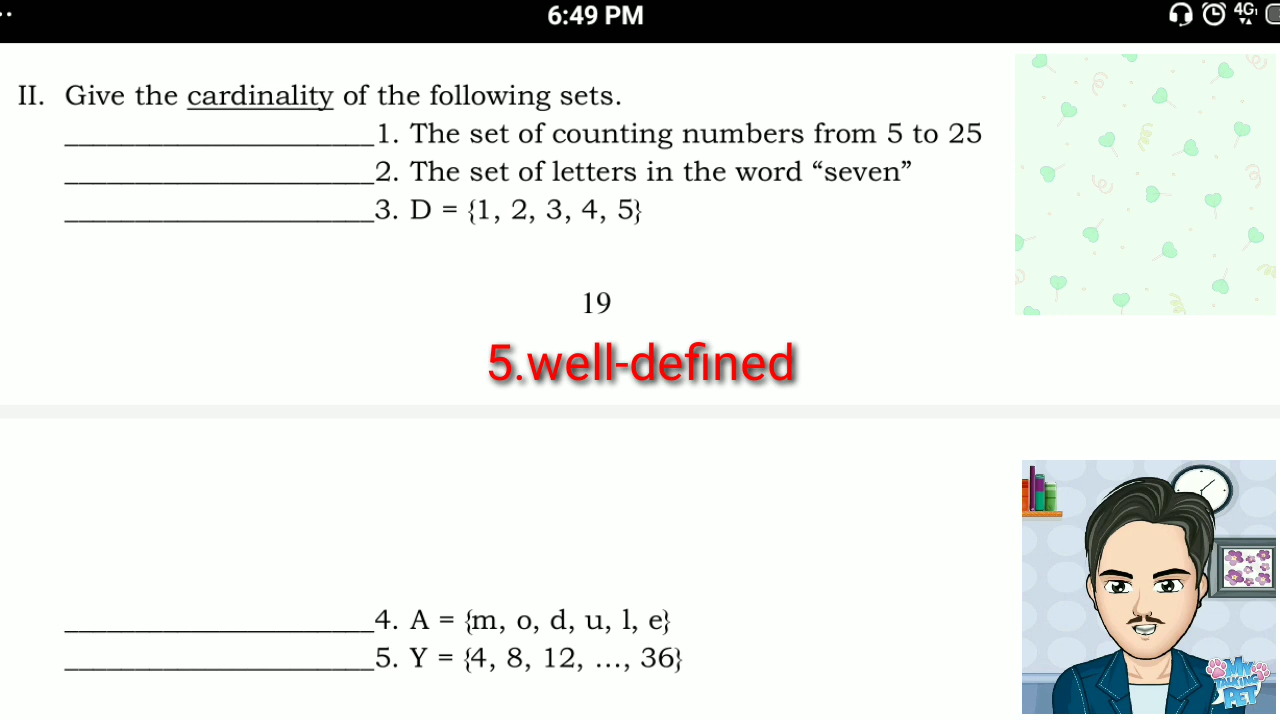 6:49 PM
4G
II. Give the cardinality of the following sets.
______________________1. The set of counting numbers from 5 to 25
______________________2. The set of letters in the word “seven”
______________________3. D = {1, 2, 3, 4, 5}
19
5.well-defined
______________________4. A = {m, o, d, u, l, e}
______________________5. Y = {4, 8, 12, ..., 36}
MY
TALKING
PET